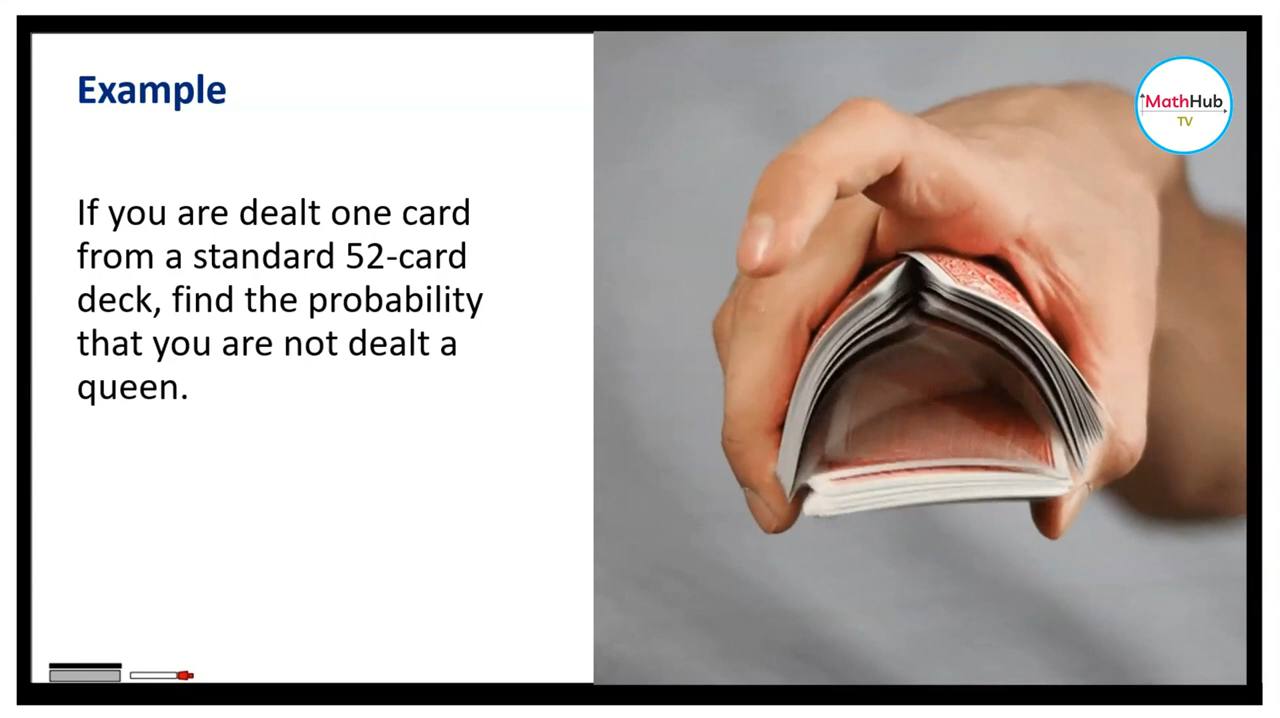 Example
If you are dealt one card
from a standard 52-card
deck, find the probability
that you are not dealt a
queen.
MathHub
TV